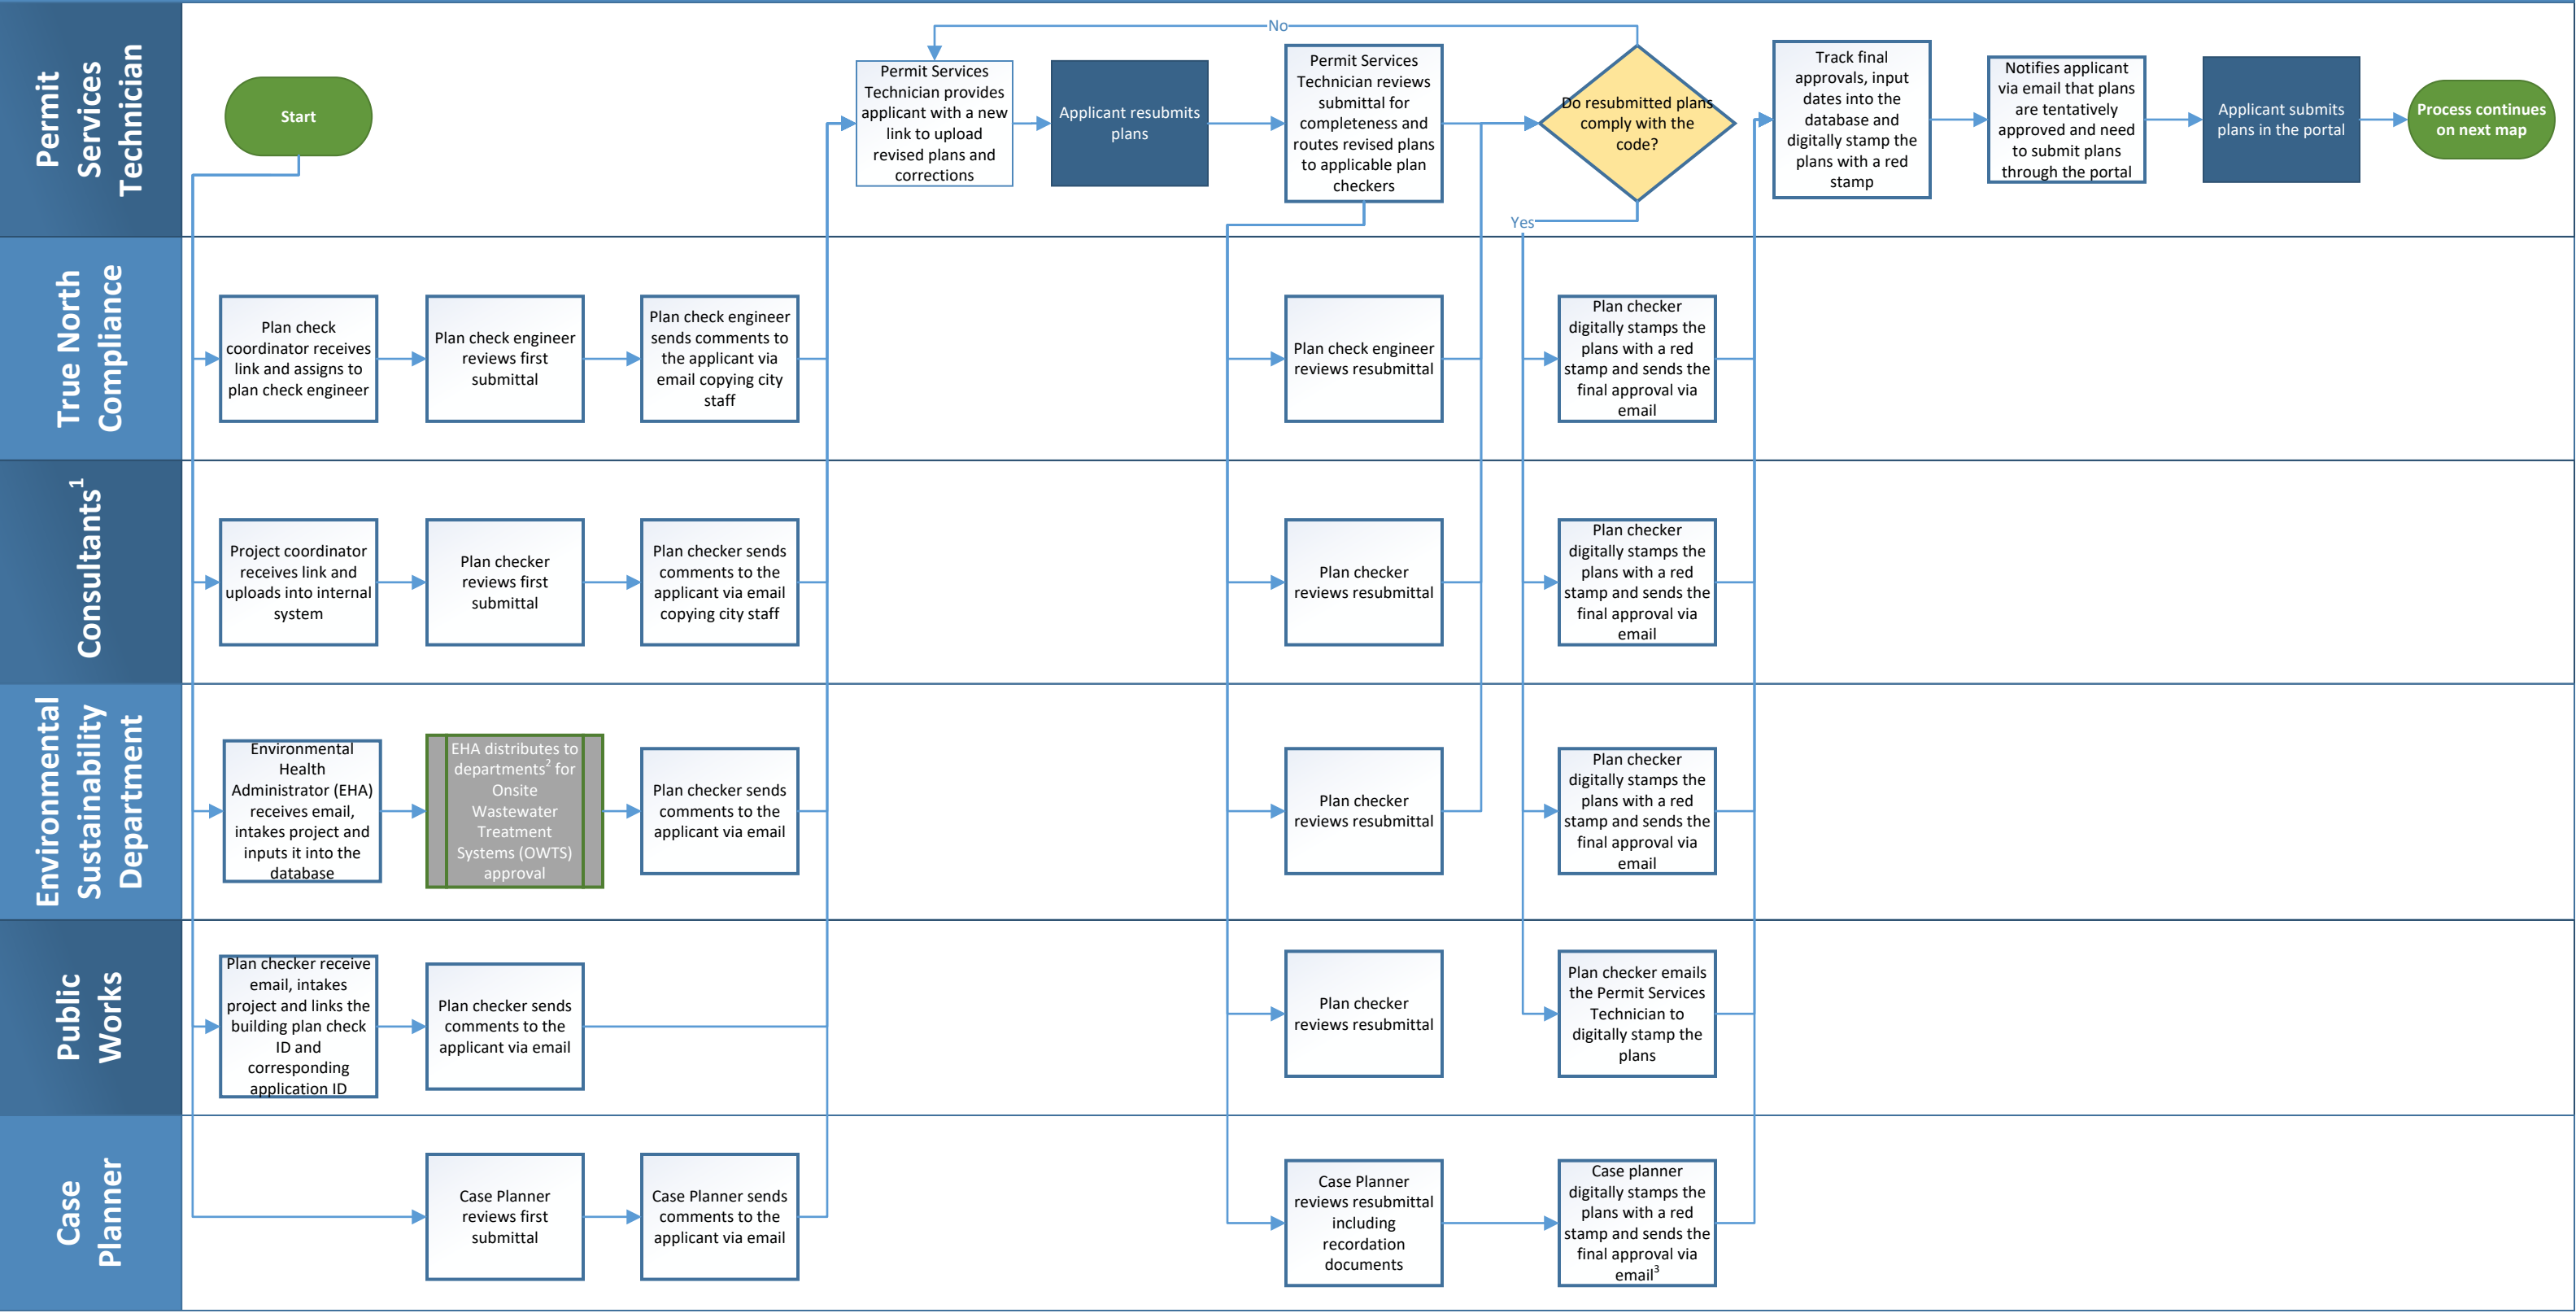 Permit
Services
Technician
Start
No
Permit Services
Technician provides
applicant with a new
link to upload
revised plans and
corrections
Applicant resubmits
plans
Permit Services
Technician reviews
submittal for
completeness and
routes revised plans
to applicable plan
checkers
Do resubmitted plans
comply with the
code?
Yes
Track final
approvals, input
dates into the
database and
digitally stamp the
plans with a red
stamp
Notifies applicant
via email that plans
are tentatively
approved and need
to submit plans
through the portal
Applicant submits
plans in the portal
Process continues
on next map
True North
Compliance
Plan check
coordinator receives
link and assigns to
plan check engineer
Plan check engineer
reviews first
submittal
Plan check engineer
sends comments to
the applicant via
email copying city
staff
Plan check engineer
reviews resubmittal
Plan checker
digitally stamps the
plans with a red
stamp and sends the
final approval via
email
Consultants¹
Project coordinator
receives link and
uploads into internal
system
Plan checker
reviews first
submittal
Plan checker sends
comments to the
applicant via email
copying city staff
Plan checker
reviews resubmittal
Plan checker
digitally stamps the
plans with a red
stamp and sends the
final approval via
email
Environmental
Sustainability
Department
Environmental
Health
Administrator (EHA)
receives email,
intakes project and
inputs it into the
database
EHA distributes to
departments² for
Onsite
Wastewater
Treatment
Systems (OWTS)
approval
Plan checker sends
comments to the
applicant via email
Plan checker
reviews resubmittal
Plan checker
digitally stamps the
plans with a red
stamp and sends the
final approval via
email
Public
Works
Plan checker receive
email, intakes
project and links the
building plan check
ID and
corresponding
application ID
Plan checker sends
comments to the
applicant via email
Plan checker
reviews resubmittal
Plan checker emails
the Permit Services
Technician to
digitally stamp the
plans
Case
Planner
Case Planner
reviews first
submittal
Case Planner sends
comments to the
applicant via email
Case Planner
reviews resubmittal
including
recordation
documents
Case planner
digitally stamps the
plans with a red
stamp and sends the
final approval via
email³